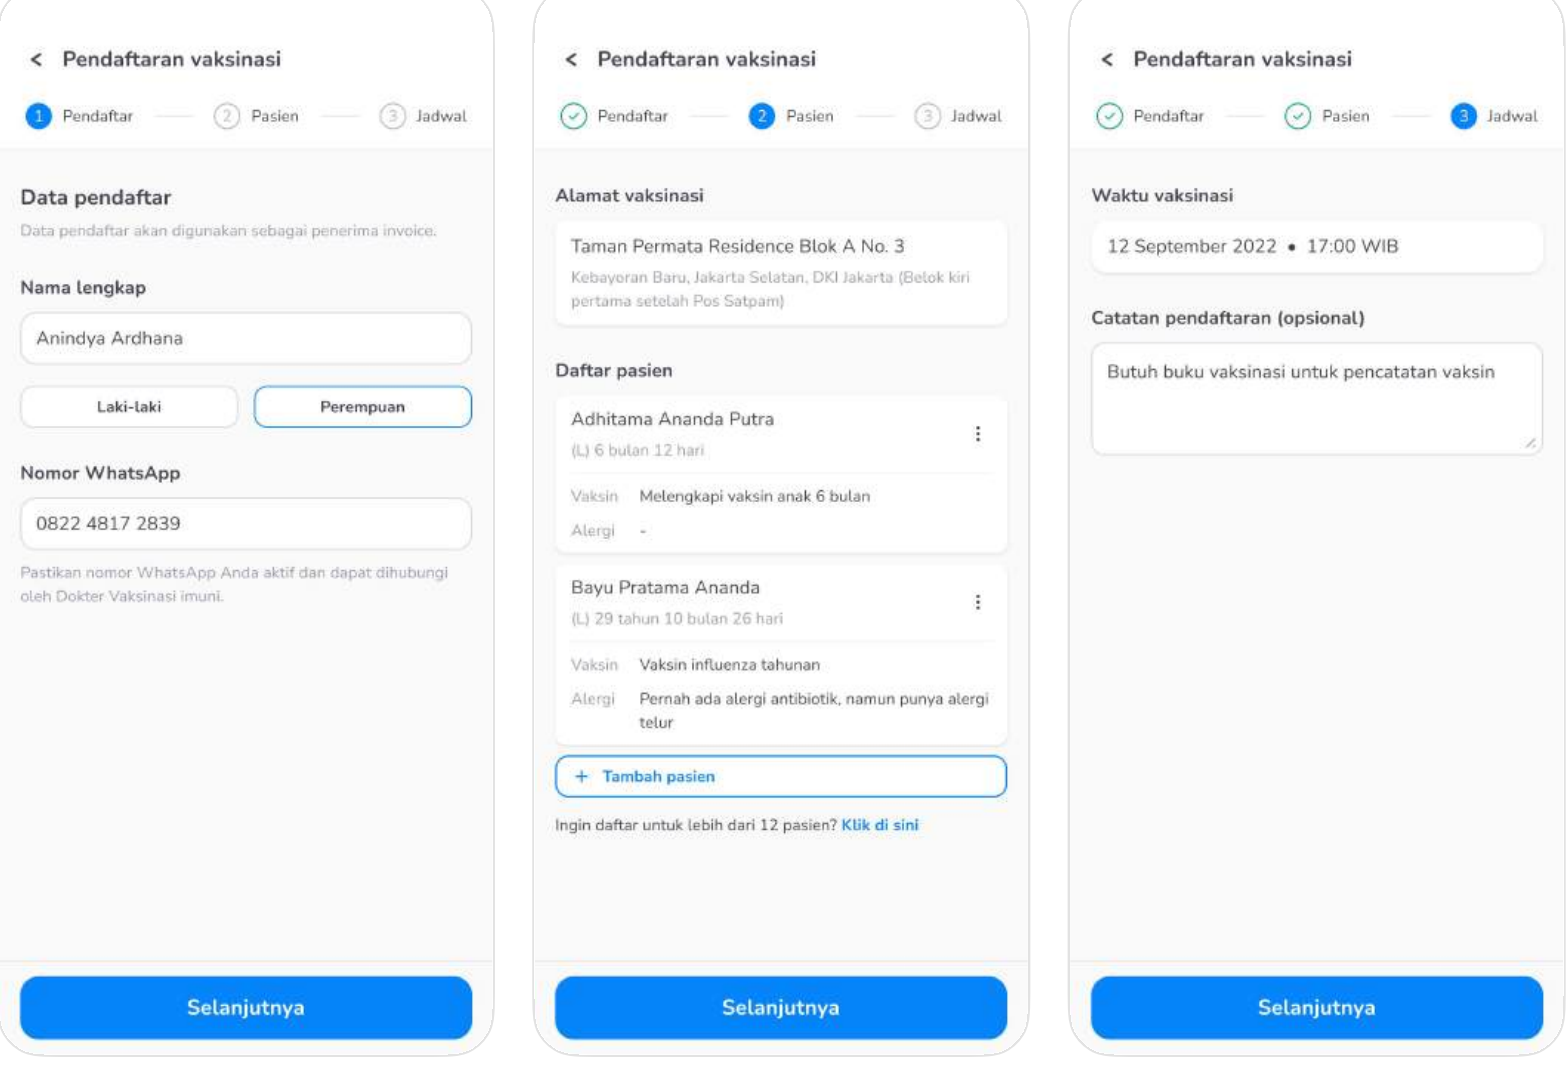 < Pendaftaran vaksinasi
1 Pendaftar 2 Pasien 3 Jadwal
Data pendaftar
Data pendaftar akan digunakan sebagai penerima invoice.
Nama lengkap
Anindya Ardhana
Laki-laki Perempuan
Nomor WhatsApp
0822 4817 2839
Pastikan nomor WhatsApp Anda aktif dan dapat dihubungi
oleh Dokter Vaksinasi imuni.
Selanjutnya
< Pendaftaran vaksinasi
Pendaftar 2 Pasien 3 Jadwal
Alamat vaksinasi
Taman Permata Residence Blok A No. 3
Kebayoran Baru, Jakarta Selatan, DKI Jakarta (Belok kiri
pertama setelah Pos Satpam)
Daftar pasien
Adhitama Ananda Putra
(L) 6 bulan 12 hari
Vaksin Melengkapi vaksin anak 6 bulan
Alergi -
Bayu Pratama Ananda
(L) 29 tahun 10 bulan 26 hari
Vaksin Vaksin influenza tahunan
Alergi Pernah ada alergi antibiotik, namun punya alergi
telur
+ Tambah pasien
Ingin daftar untuk lebih dari 12 pasien? Klik di sini
Selanjutnya
< Pendaftaran vaksinasi
Pendaftar Pasien 3 Jadwal
Waktu vaksinasi
12 September 2022 • 17:00 WIB
Catatan pendaftaran (opsional)
Butuh buku vaksinasi untuk pencatatan vaksin
Selanjutnya